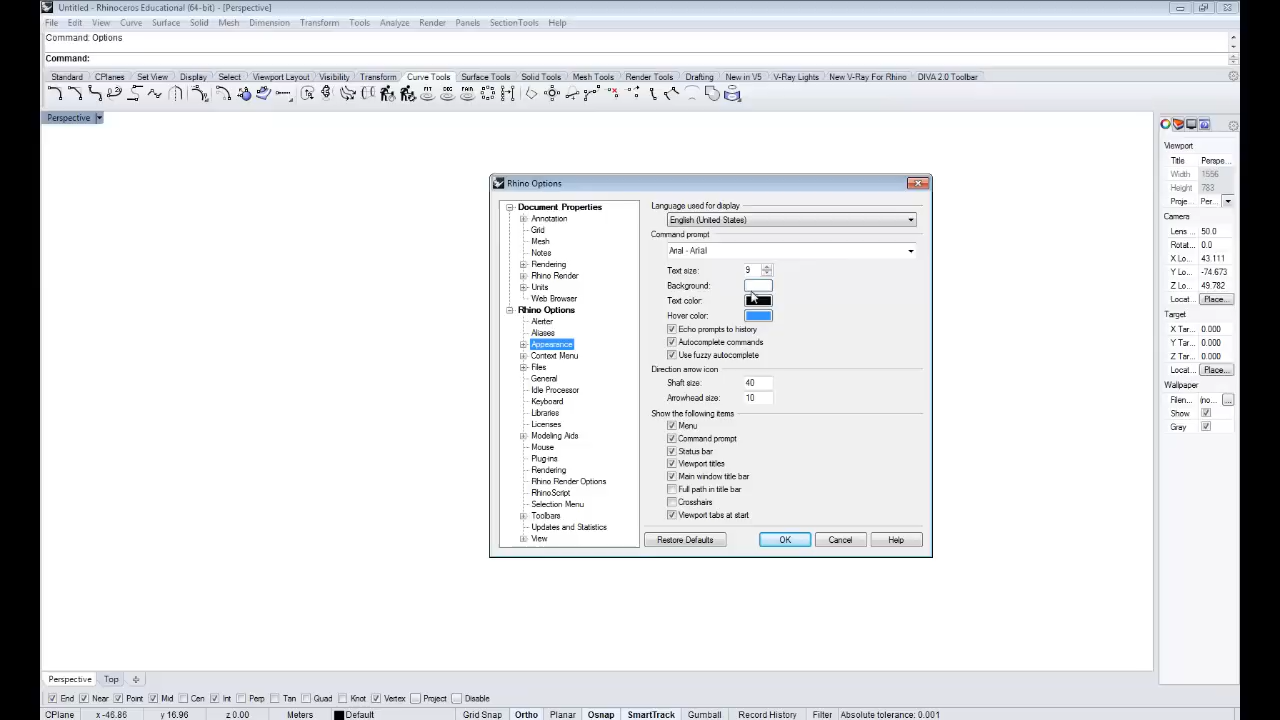 Untitled - Rhinoceros Educational (64-bit) - [Perspective]
File Edit View Curve Surface Solid Mesh Dimension Transform Tools Analyze Render Panels SectionTools Help
Command: Options
Command:
Standard CPlanes Set View Display Select Viewport Layout Visibility Transform Curve Tools Surface Tools Solid Tools Mesh Tools Render Tools Drafting New in V5 V-Ray Lights New V-Ray For Rhino DIVA 2.0 Toolbar
Perspective
Viewport
Title Perspe...
Width 1556
Height 783
Proje... Per...
Camera
Lens ... 50.0
Rotat... 0.0
X Lo... 43.111
Y Lo... -74.673
Z Lo... 49.782
Locat... Place...
Target
X Tar... 0.000
Y Tar... 0.000
Z Tar... 0.000
Locat... Place...
Wallpaper
Filen... (no... ...
Show
Gray
Rhino Options
Document Properties
Annotation
Grid
Mesh
Notes
Rendering
Rhino Render
Units
Web Browser
Rhino Options
Alerter
Aliases
Appearance
Context Menu
Files
General
Idle Processor
Keyboard
Libraries
Licenses
Modeling Aids
Mouse
Plug-ins
Rendering
Rhino Render Options
RhinoScript
Selection Menu
Toolbars
Updates and Statistics
View
Language used for display
English (United States)
Command prompt
Arial - Arial
Text size: 9
Background:
Text color:
Hover color:
Echo prompts to history
Autocomplete commands
Use fuzzy autocomplete
Direction arrow icon
Shaft size: 40
Arrowhead size: 10
Show the following items
Menu
Command prompt
Status bar
Viewport titles
Main window title bar
Full path in title bar
Crosshairs
Viewport tabs at start
Restore Defaults OK Cancel Help
Perspective Top
End Near Point Mid Cen Int Perp Tan Quad Knot Vertex Project Disable
CPlane x -46.86 y 16.96 z 0.00 Meters Default Grid Snap Ortho Planar Osnap SmartTrack Gumball Record History Filter Absolute tolerance: 0.001